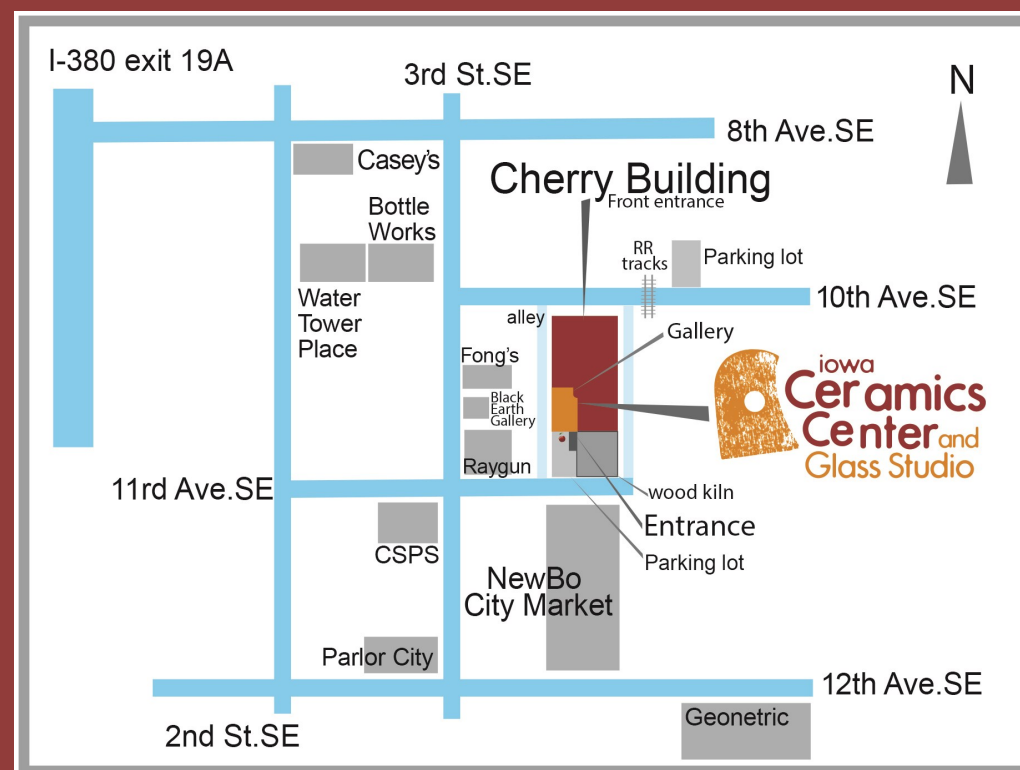 I-380 exit 19A
3rd St.SE
N
8th Ave.SE
Casey's
Cherry Building
Front entrance
Bottle
Works
RR
tracks
Parking lot
Water
Tower
Place
10th Ave.SE
alley
Gallery
Fong's
Black
Earth
Gallery
Raygun
iowa
Ceramics
Center and
Glass Studio
11rd Ave.SE
wood kiln
Entrance
Parking lot
CSPS
NewBo
City Market
Parlor City
12th Ave.SE
Geonetric
2nd St.SE